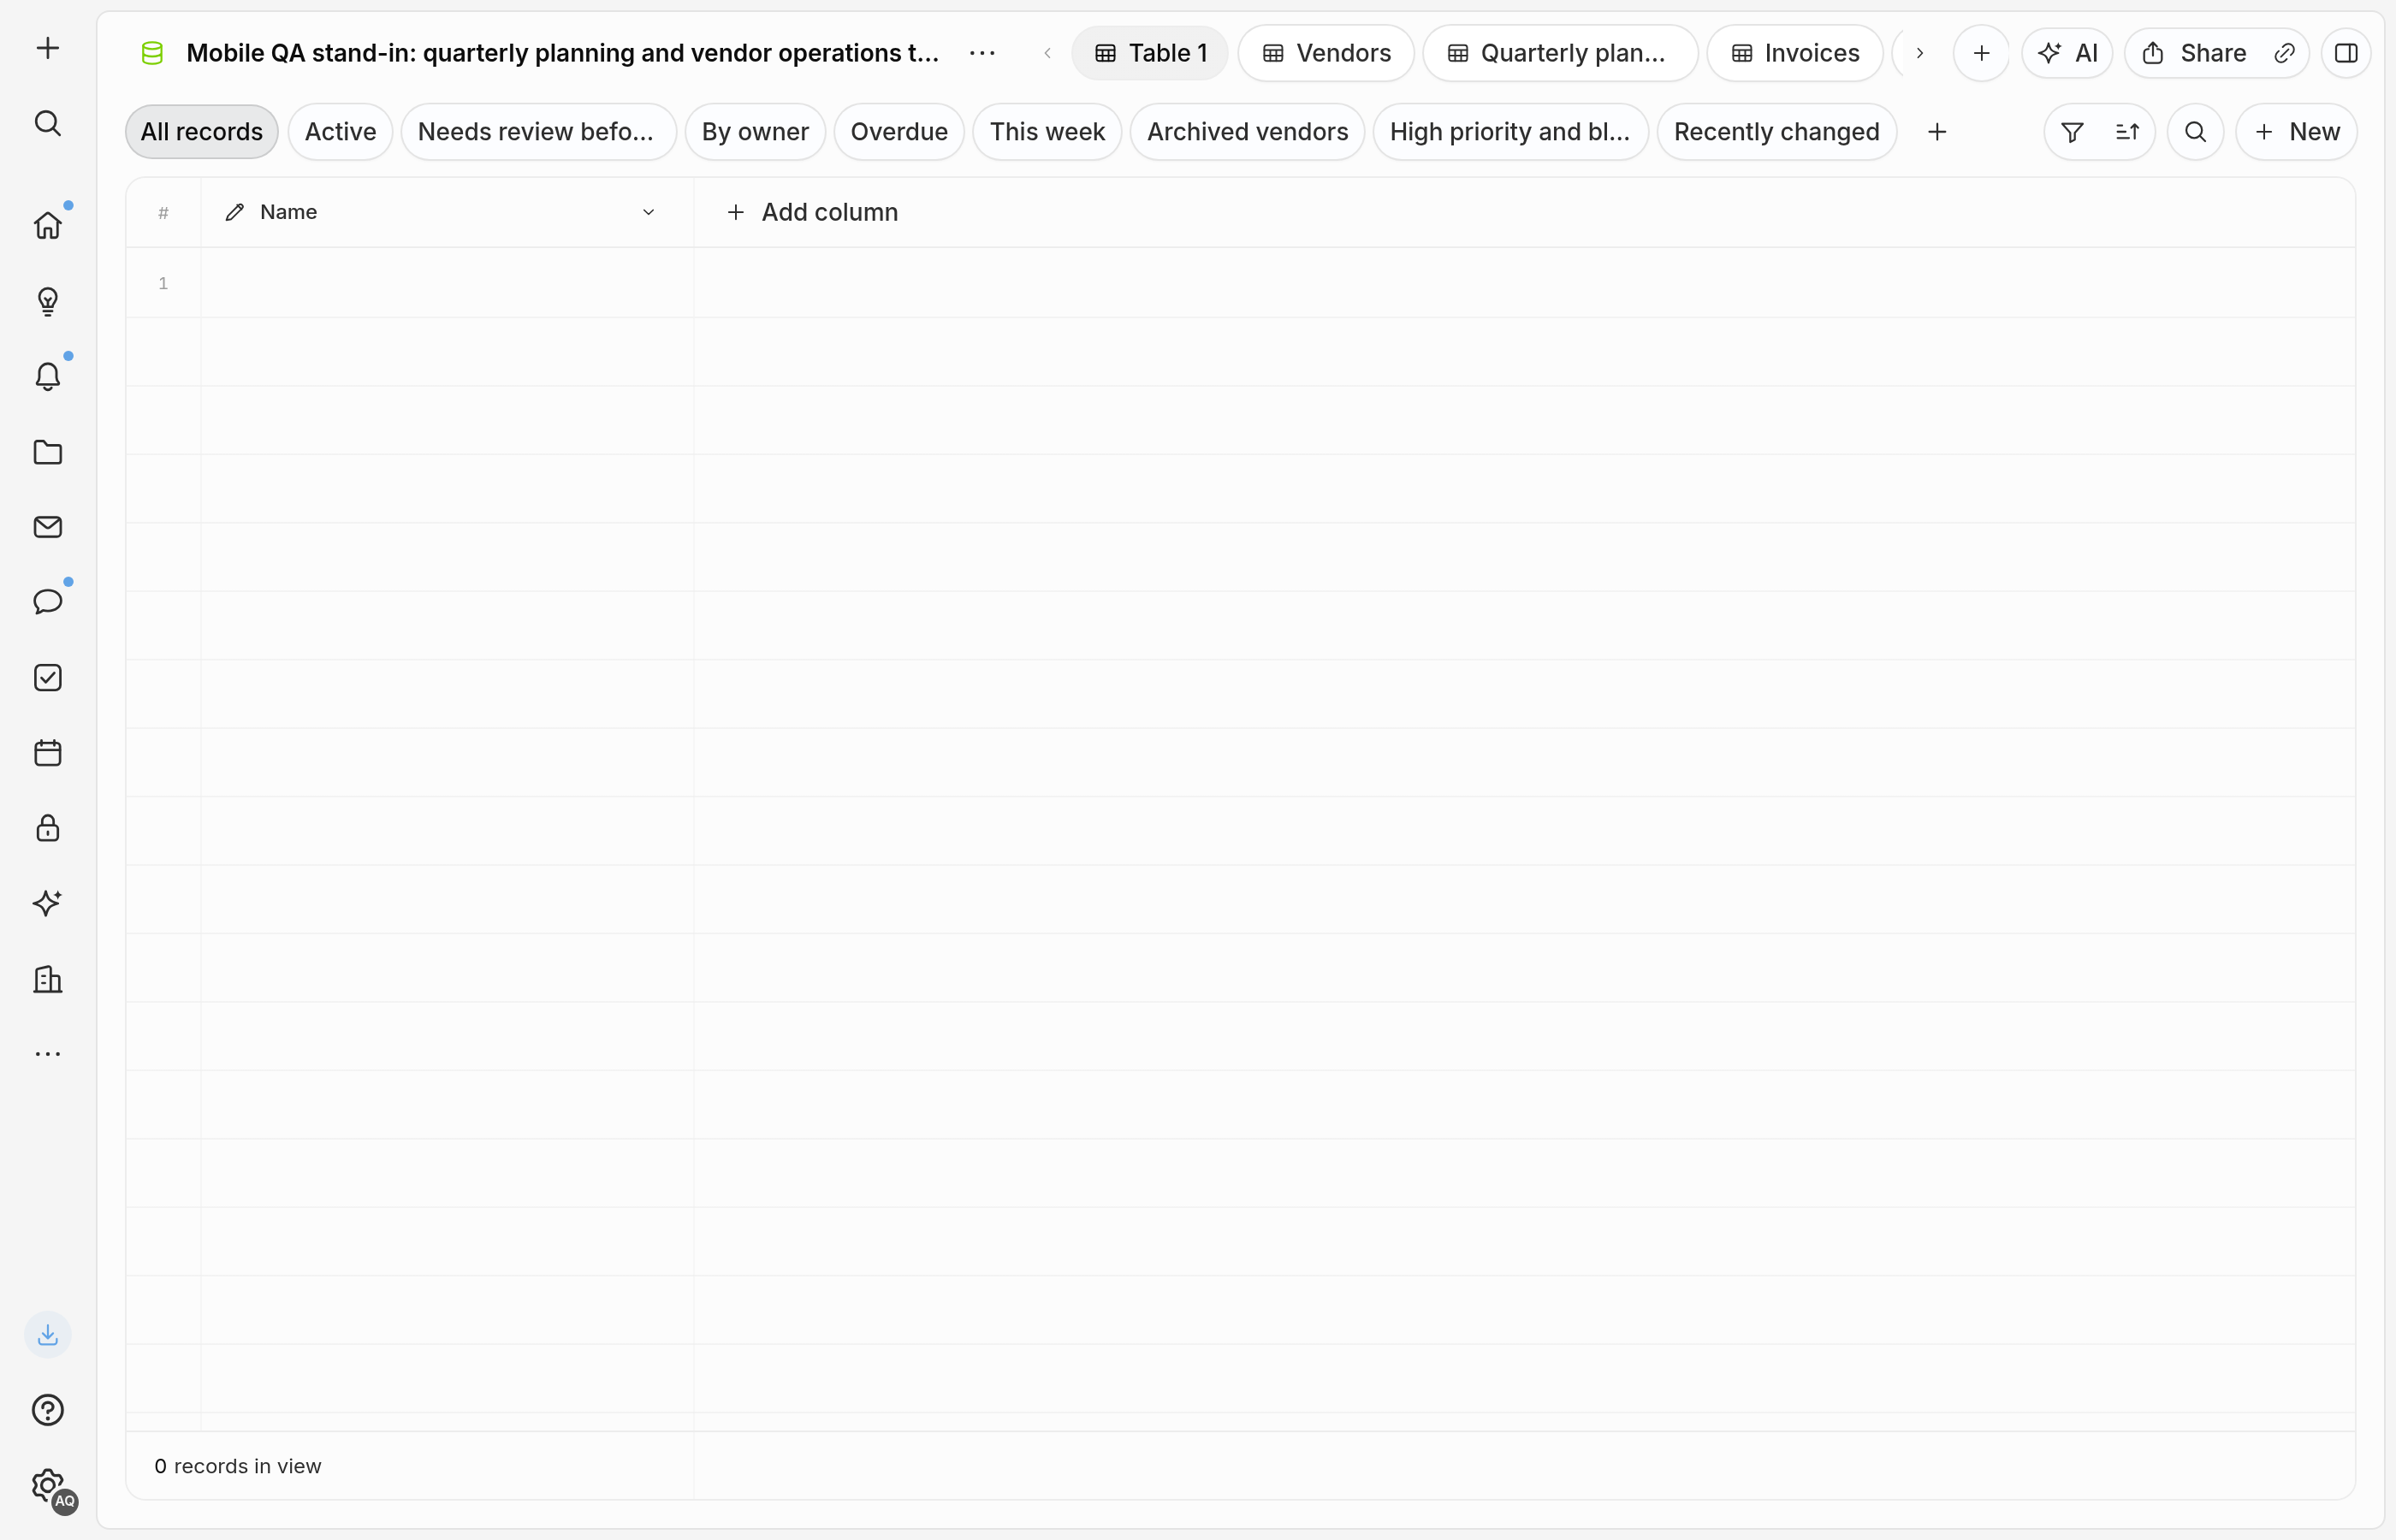 Mobile QA stand-in: quarterly planning and vendor operations t... Table 1 Vendors Quarterly plan... Invoices AI Share
All records Active Needs review befo... By owner Overdue This week Archived vendors High priority and bl... Recently changed New
# Name Add column
1
0 records in view
AQ